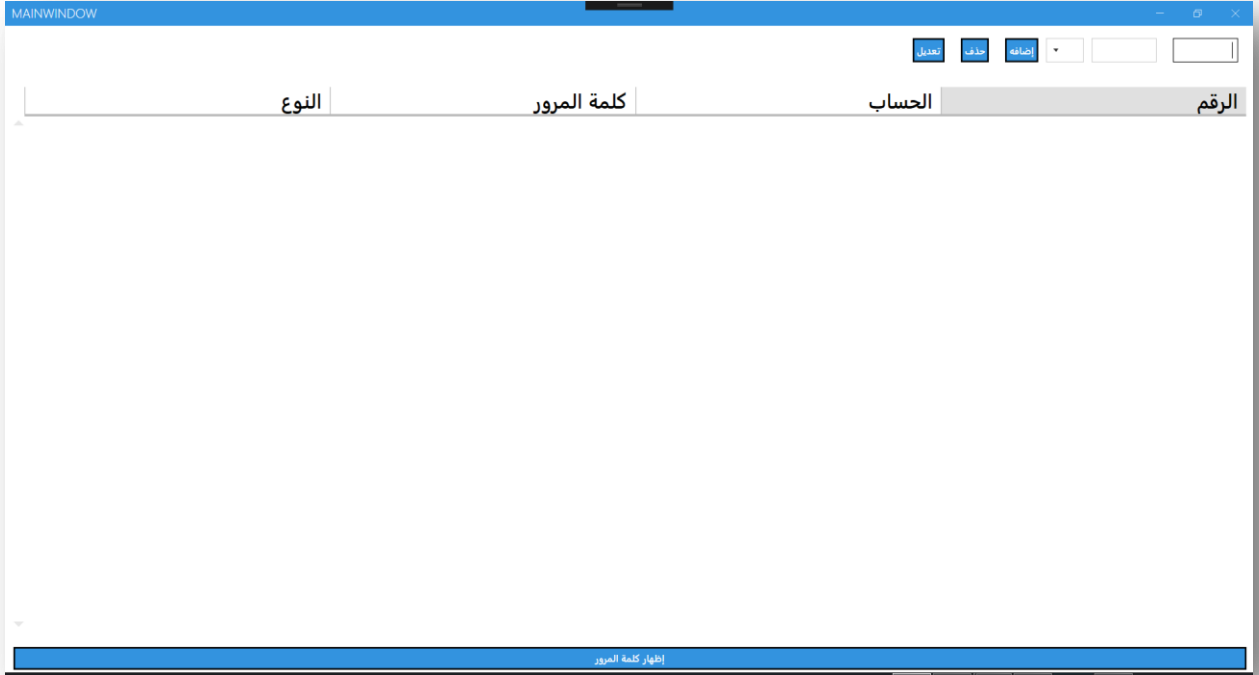 MAINWINDOW
إضافه حذف تعديل
الرقم الحساب كلمة المرور النوع
إظهار كلمة المرور